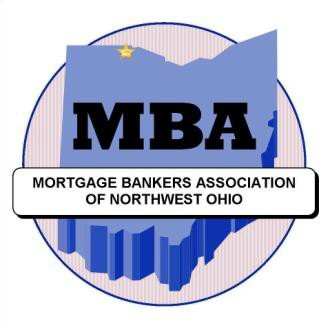 MBA
MORTGAGE BANKERS ASSOCIATION
OF NORTHWEST OHIO